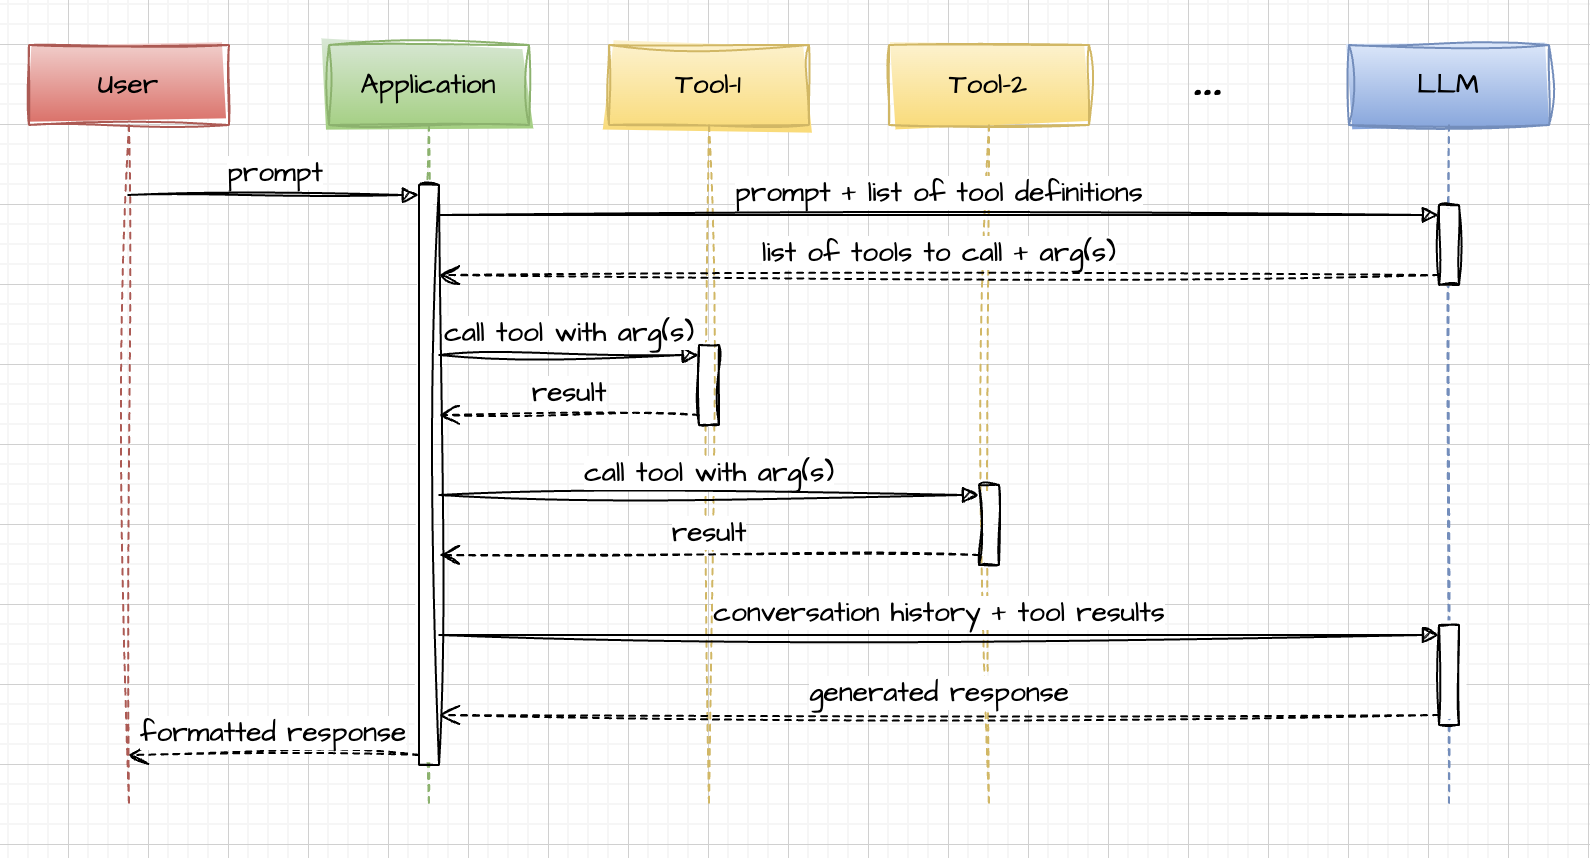 User
Application
Tool-1
Tool-2
...
LLM
prompt
prompt + list of tool definitions
list of tools to call + arg(s)
call tool with arg(s)
result
call tool with arg(s)
result
conversation history + tool results
generated response
formatted response